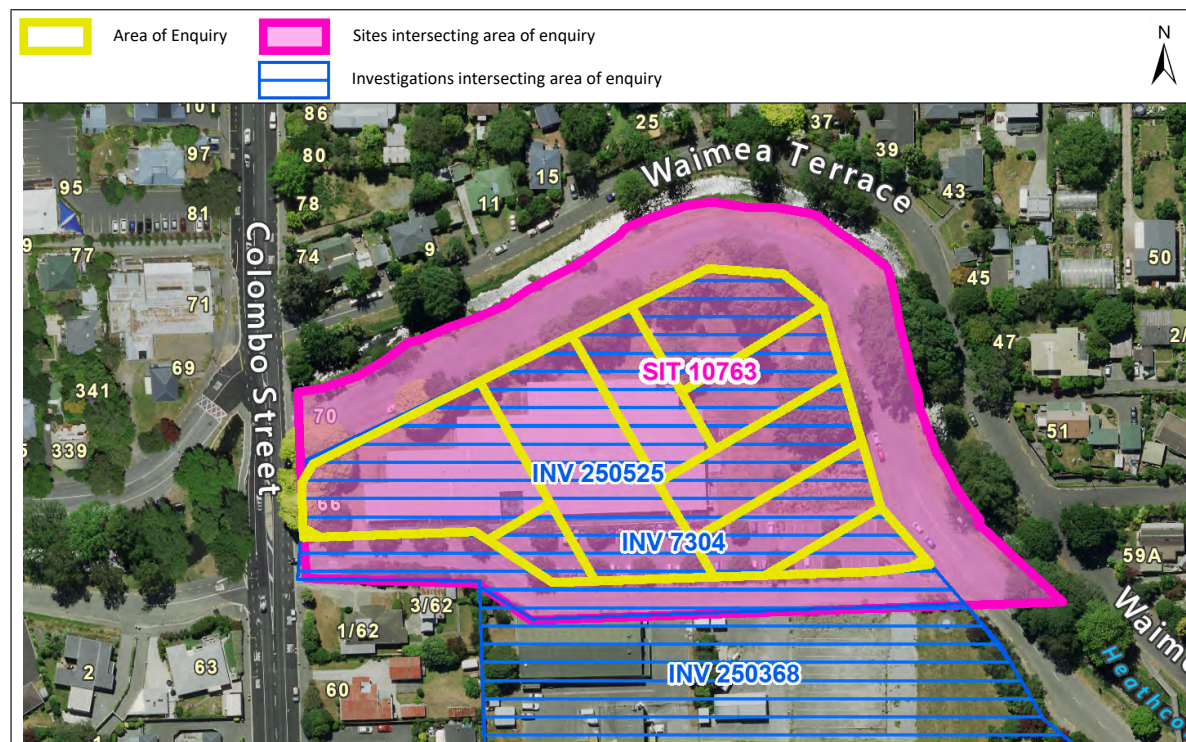 Area of Enquiry
Sites intersecting area of enquiry
Investigations intersecting area of enquiry
N
101
86
97
80
95
81
78
9
77
74
71
69
341
339
Colombo Street
70
66
15
11
9
25
37
39
43
45
47
50
2/
51
59A
Waimea Terrace
SIT 10763
INV 250525
INV 7304
INV 250368
3/62
1/62
60
63
2
Waime
Heathco